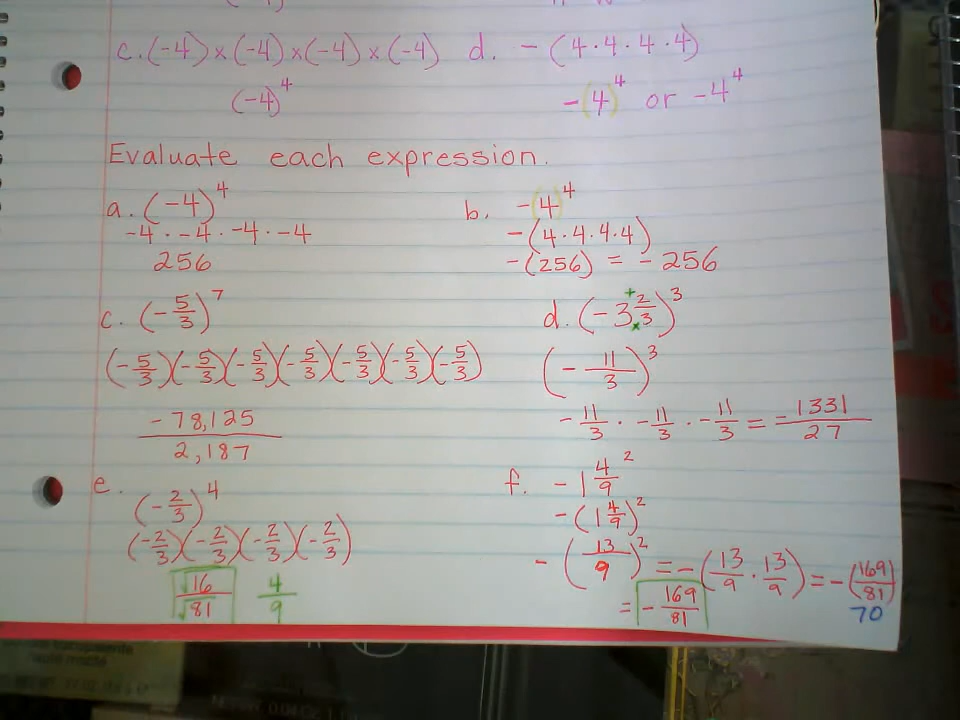 c. (-4) × (-4) × (-4) × (-4)
(-4)⁴
d. - (4 · 4 · 4 · 4)
-(4)⁴ or -4⁴
Evaluate each expression.
a. (-4)⁴
-4 · -4 · -4 · -4
256
b. -(4)⁴
-(4 · 4 · 4 · 4)
-(256) = -256
c. (-5/3)⁷
(-5/3)(-5/3)(-5/3)(-5/3)(-5/3)(-5/3)(-5/3)
-78,125/2,187
d. (-3 2/3)³
+
×
(-11/3)³
-11/3 · -11/3 · -11/3 = -1331/27
e. (-2/3)⁴
(-2/3)(-2/3)(-2/3)(-2/3)
√16/√81 4/9
f. -1 4/9²
-(1 4/9)²
-(13/9)² = -(13/9 · 13/9) = -(169/81)
= -169/81
70